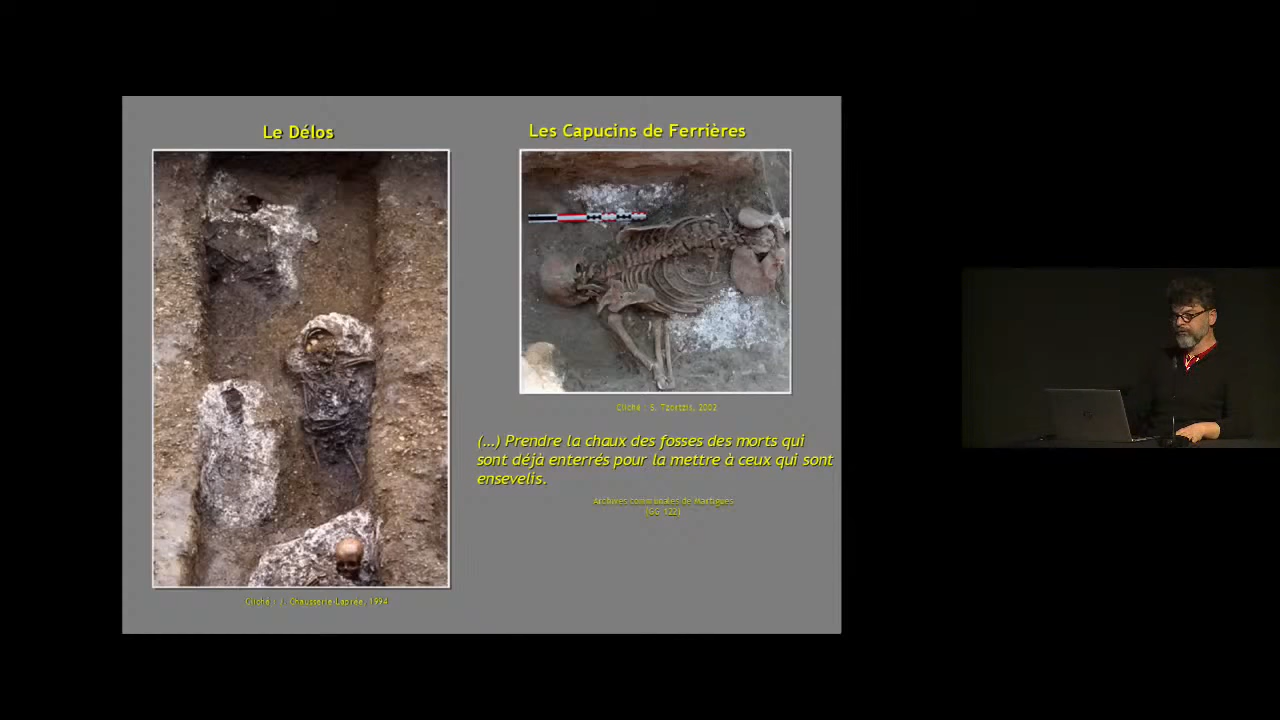 Le Délos
Les Capucins de Ferrières
Cliché : S. Tzortzis, 2002
(...) Prendre la chaux des fosses des morts qui
sont déjà enterrés pour la mettre à ceux qui sont
ensevelis.
Archives communales de Martigues
(GG 122)
Cliché : J. Chausserie-Laprée, 1994